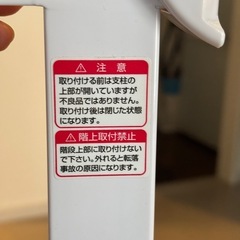 ⚠ 注意
取り付ける前は支柱の
上部が開いていますが
不良品ではありません。
取り付け後は閉じた状態
になります。
⚠ 階上取付禁止
階段上部に取り付けない
で下さい。外れると転落
事故の原因になります。